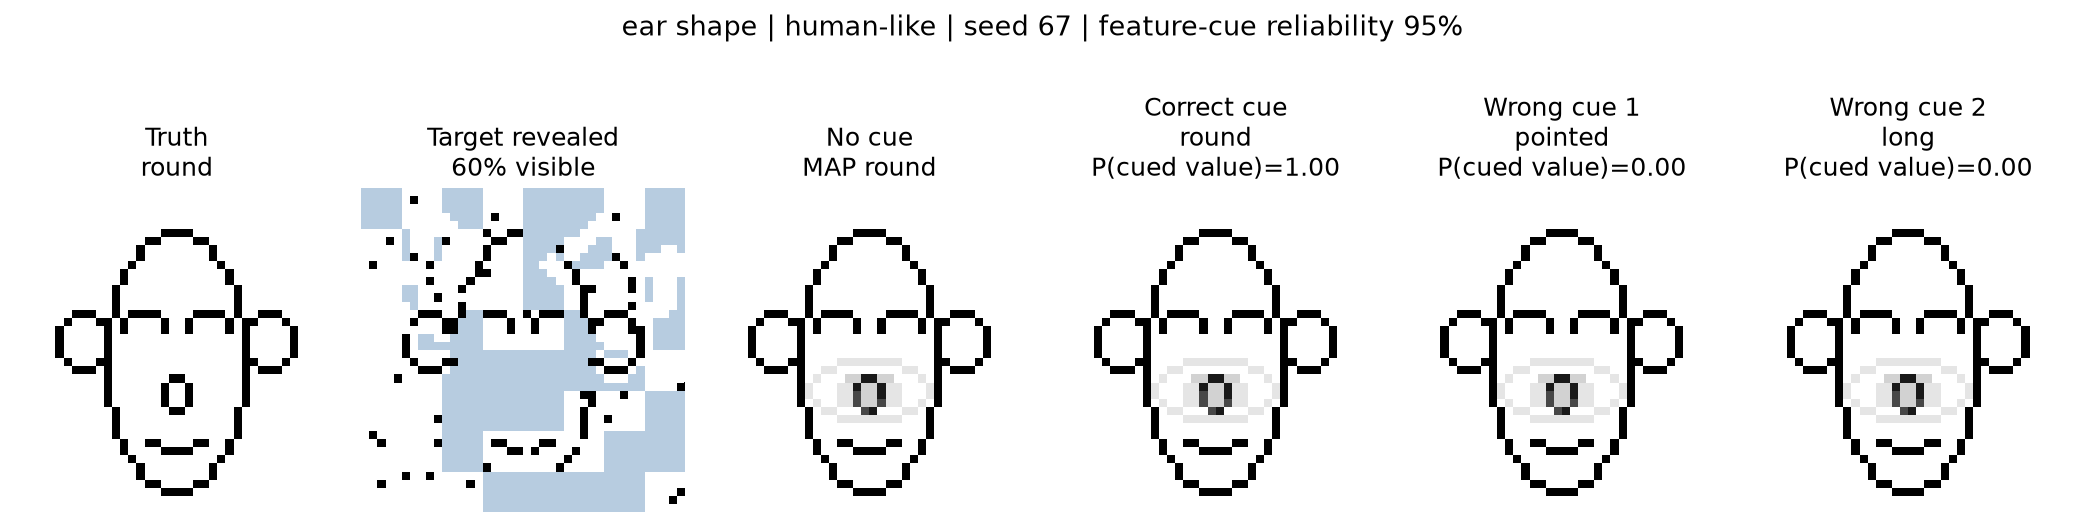 ear shape | human-like | seed 67 | feature-cue reliability 95%
Truth
round
Target revealed
60% visible
No cue
MAP round
Correct cue
round
P(cued value)=1.00
Wrong cue 1
pointed
P(cued value)=0.00
Wrong cue 2
long
P(cued value)=0.00